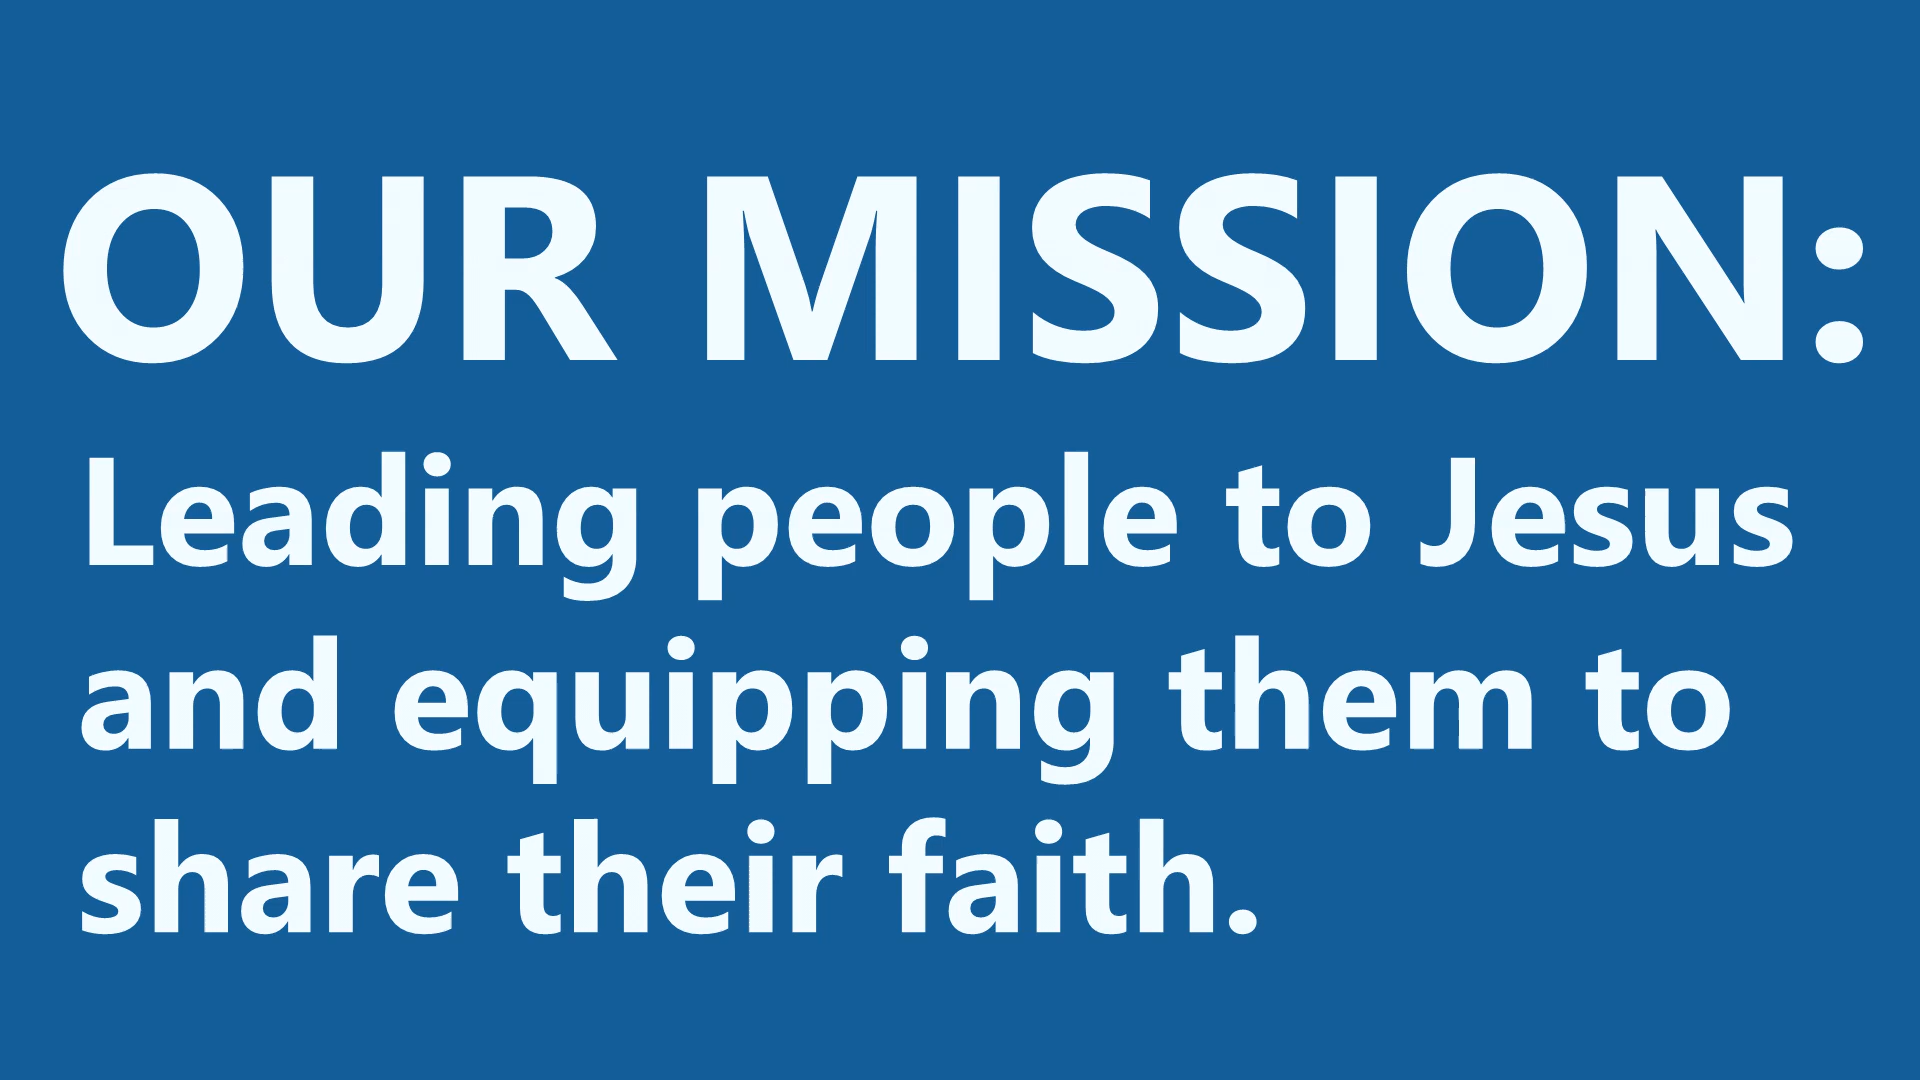 OUR MISSION:
Leading people to Jesus
and equipping them to
share their faith.